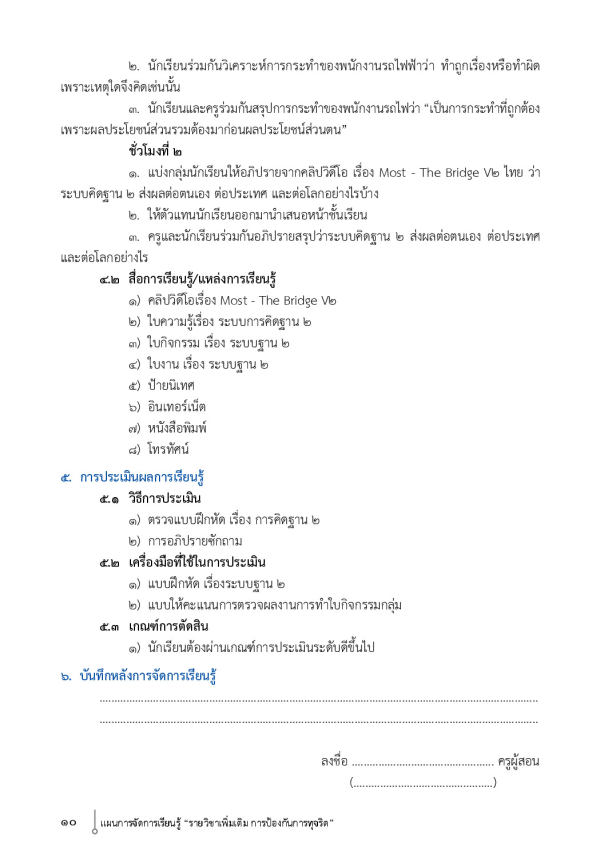 ๒. นักเรียนร่วมกันวิเคราะห์การกระทำของพนักงานรถไฟฟ้าว่า ทำถูกเรื่องหรือทำผิด
เพราะเหตุใดจึงคิดเช่นนั้น
๓. นักเรียนและครูร่วมกันสรุปการกระทำของพนักงานรถไฟว่า “เป็นการกระทำที่ถูกต้อง
เพราะผลประโยชน์ส่วนรวมต้องมาก่อนผลประโยชน์ส่วนตน”
ชั่วโมงที่ ๒
๑. แบ่งกลุ่มนักเรียนให้อภิปรายจากคลิปวิดีโอ เรื่อง Most - The Bridge V๒ ไทย ว่า
ระบบคิดฐาน ๒ ส่งผลต่อตนเอง ต่อประเทศ และต่อโลกอย่างไรบ้าง
๒. ให้ตัวแทนนักเรียนออกมานำเสนอหน้าชั้นเรียน
๓. ครูและนักเรียนร่วมกันอภิปรายสรุปว่าระบบคิดฐาน ๒ ส่งผลต่อตนเอง ต่อประเทศ
และต่อโลกอย่างไร
๔.๒ สื่อการเรียนรู้/แหล่งการเรียนรู้
๑) คลิปวิดีโอเรื่อง Most - The Bridge V๒
๒) ใบความรู้เรื่อง ระบบการคิดฐาน ๒
๓) ใบกิจกรรม เรื่อง ระบบฐาน ๒
๔) ใบงาน เรื่อง ระบบฐาน ๒
๕) ป้ายนิเทศ
๖) อินเทอร์เน็ต
๗) หนังสือพิมพ์
๘) โทรทัศน์
๕. การประเมินผลการเรียนรู้
๕.๑ วิธีการประเมิน
๑) ตรวจแบบฝึกหัด เรื่อง การคิดฐาน ๒
๒) การอภิปรายซักถาม
๕.๒ เครื่องมือที่ใช้ในการประเมิน
๑) แบบฝึกหัด เรื่องระบบฐาน ๒
๒) แบบให้คะแนนการตรวจผลงานการทำใบกิจกรรมกลุ่ม
๕.๓ เกณฑ์การตัดสิน
๑) นักเรียนต้องผ่านเกณฑ์การประเมินระดับดีขึ้นไป
๖. บันทึกหลังการจัดการเรียนรู้
....................................................................................................................................................
....................................................................................................................................................
ลงชื่อ ................................................ ครูผู้สอน
(...............................................)
๑๐ แผนการจัดการเรียนรู้ “รายวิชาเพิ่มเติม การป้องกันการทุจริต”